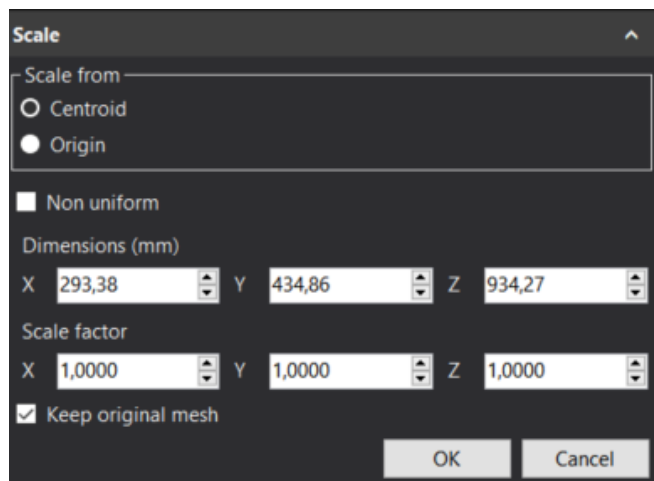 Scale
Scale from
Centroid
Origin
Non uniform
Dimensions (mm)
X 293,38 Y 434,86 Z 934,27
Scale factor
X 1,0000 Y 1,0000 Z 1,0000
Keep original mesh
OK Cancel